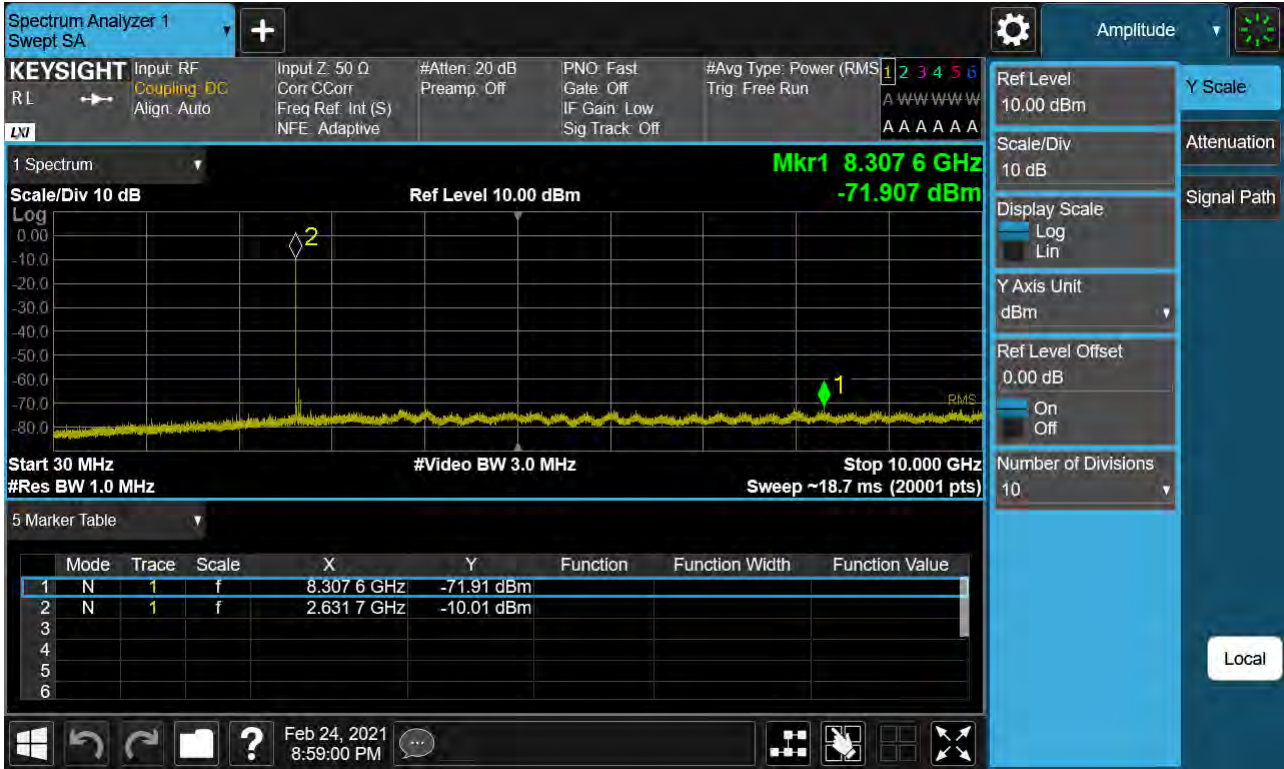 Spectrum Analyzer 1
Swept SA
Amplitude
KEYSIGHT
RL
LXI
Input: RF
Coupling: DC
Align: Auto
Input Z: 50 Ω
Corr CCorr
Freq Ref: Int (S)
NFE: Adaptive
#Atten: 20 dB
Preamp: Off
PNO: Fast
Gate: Off
IF Gain: Low
Sig Track: Off
#Avg Type: Power (RMS
Trig: Free Run
1 2 3 4 5 6
A W W W W W
A A A A A A
1 Spectrum
Mkr1 8.307 6 GHz
-71.907 dBm
Scale/Div 10 dB
Ref Level 10.00 dBm
Log
0.00
-10.0
-20.0
-30.0
-40.0
-50.0
-60.0
-70.0
-80.0
2
1
RMS
Start 30 MHz
#Video BW 3.0 MHz
Stop 10.000 GHz
#Res BW 1.0 MHz
Sweep ~18.7 ms (20001 pts)
5 Marker Table
Mode Trace Scale X Y Function Function Width Function Value
1 N 1 f 8.307 6 GHz -71.91 dBm
2 N 1 f 2.631 7 GHz -10.01 dBm
3
4
5
6
Feb 24, 2021
8:59:00 PM
Ref Level
10.00 dBm
Scale/Div
10 dB
Display Scale
Log
Lin
Y Axis Unit
dBm
Ref Level Offset
0.00 dB
On
Off
Number of Divisions
10
Y Scale
Attenuation
Signal Path
Local